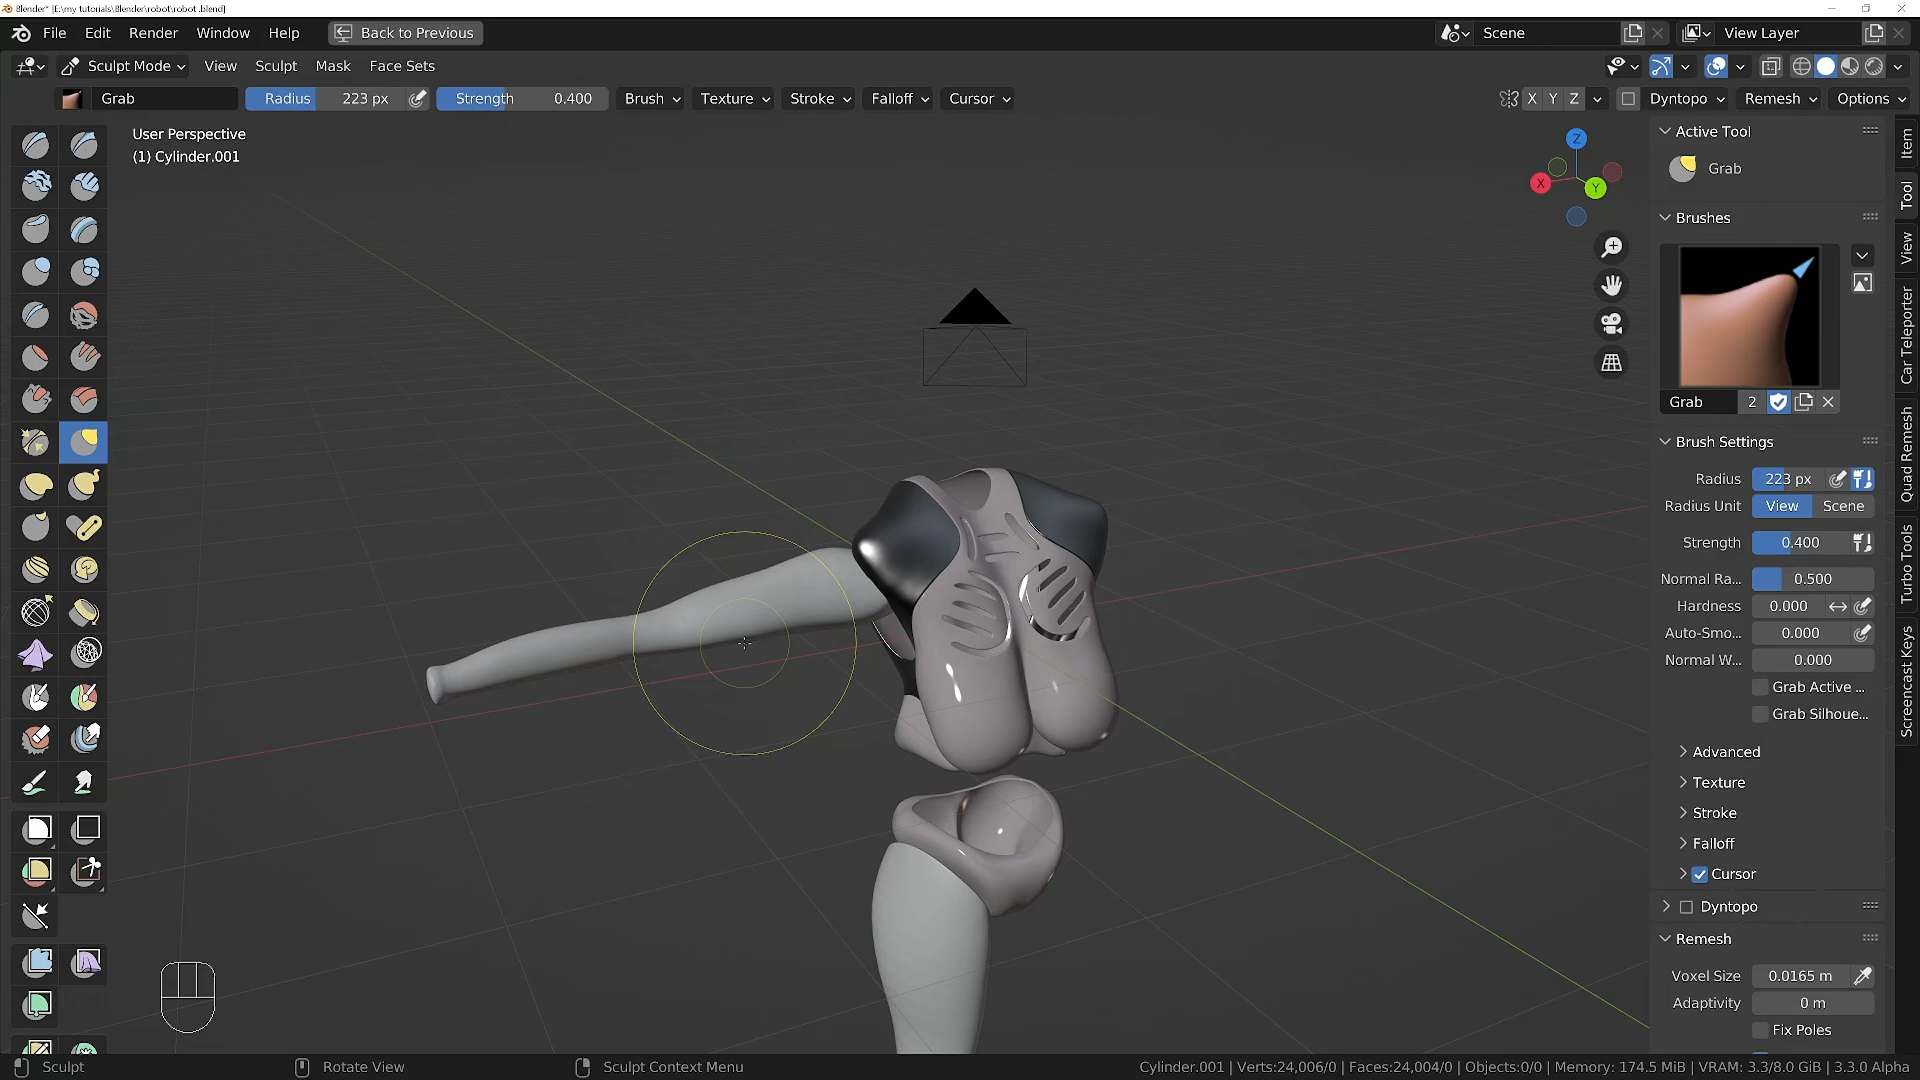 Blender* [E:\my tutorials\Blender\robot\robot .blend]
File Edit Render Window Help Back to Previous Scene View Layer
Sculpt Mode View Sculpt Mask Face Sets
Grab Radius 223 px Strength 0.400 Brush Texture Stroke Falloff Cursor X Y Z Dyntopo Remesh Options
User Perspective
(1) Cylinder.001
Z
X
Y
Active Tool
Grab
Brushes
Grab 2
Brush Settings
Radius 223 px
Radius Unit View Scene
Strength 0.400
Normal Ra... 0.500
Hardness 0.000
Auto-Smo... 0.000
Normal W... 0.000
Grab Active ...
Grab Silhoue...
Advanced
Texture
Stroke
Falloff
Cursor
Dyntopo
Remesh
Voxel Size 0.0165 m
Adaptivity 0 m
Fix Poles
Item
Tool
View
Car Teleporter
Quad Remesh
Turbo Tools
Screencast Keys
Sculpt Rotate View Sculpt Context Menu Cylinder.001 | Verts:24,006/0 | Faces:24,004/0 | Objects:0/0 | Memory: 174.5 MiB | VRAM: 3.3/8.0 GiB | 3.3.0 Alpha